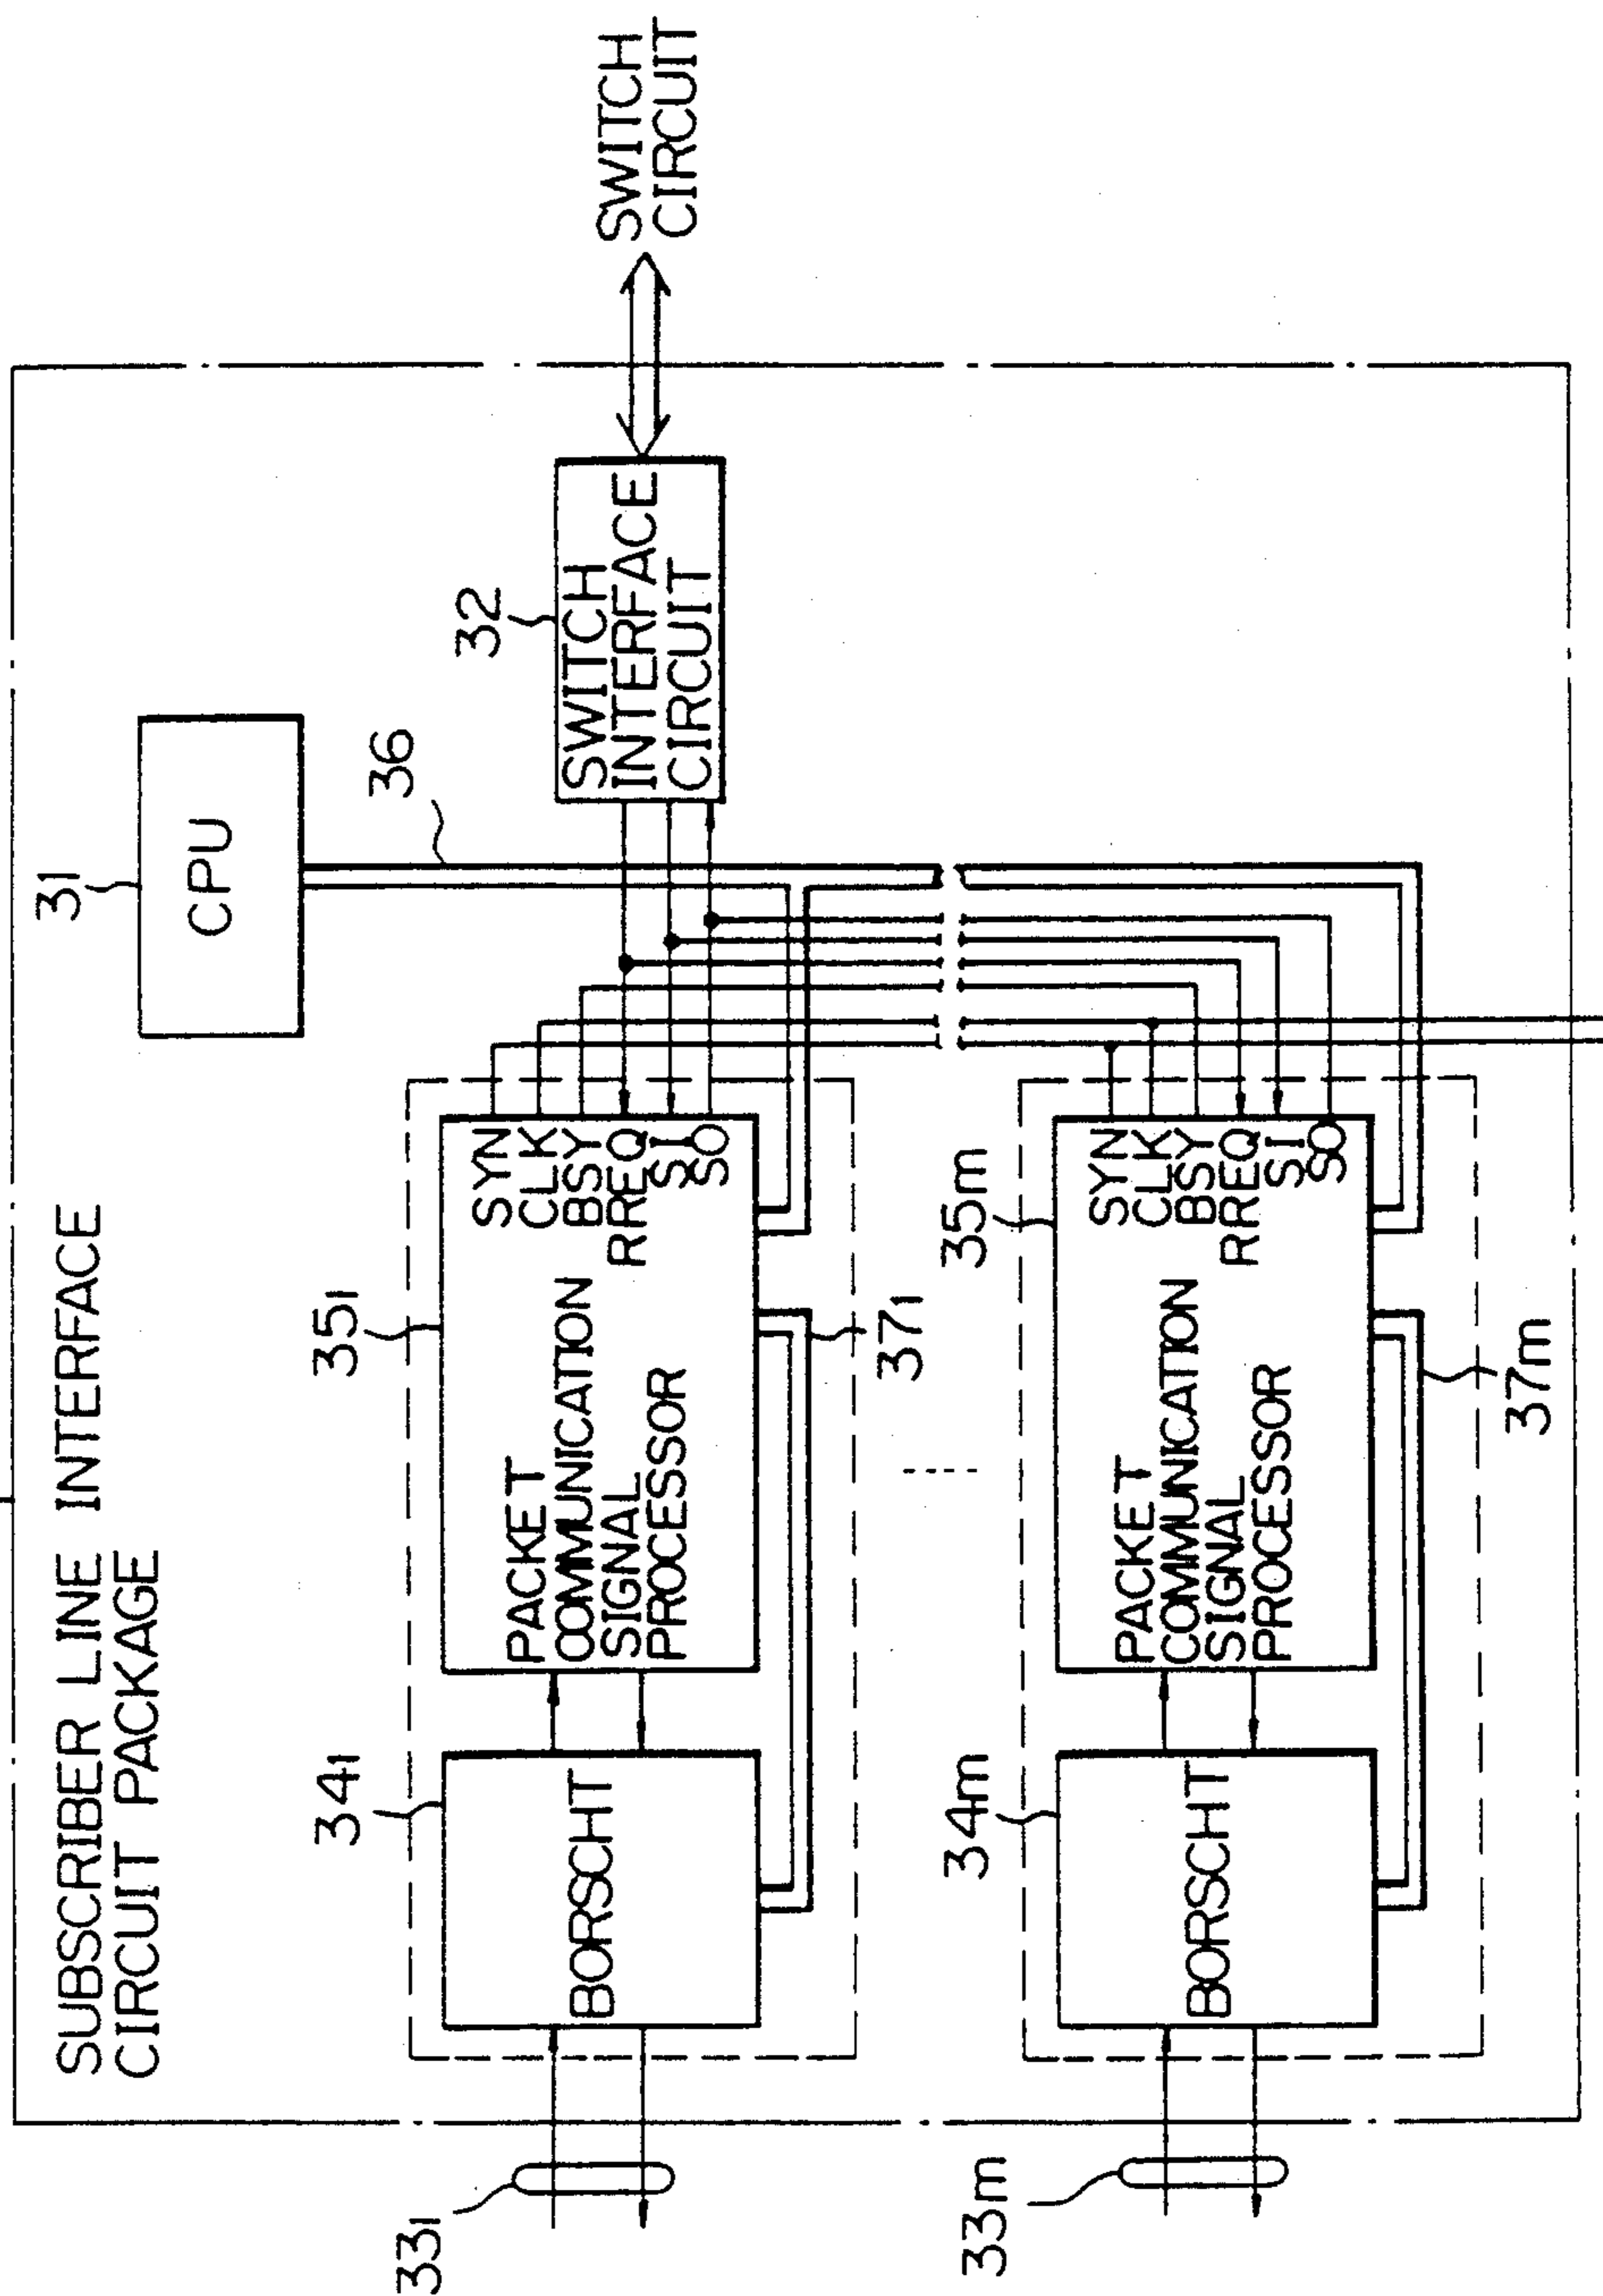 SUBSCRIBER LINE INTERFACE
CIRCUIT PACKAGE
31
CPU
36
32
SWITCH
INTERFACE
CIRCUIT
SWITCH
CIRCUIT
331
341
BORSCHT
351
PACKET
COMMUNICATION
SIGNAL
PROCESSOR
SYN
CLK
BSY
RREQ
SI
SO
371
33m
34m
BORSCHT
35m
PACKET
COMMUNICATION
SIGNAL
PROCESSOR
SYN
CLK
BSY
RREQ
SI
SO
37m